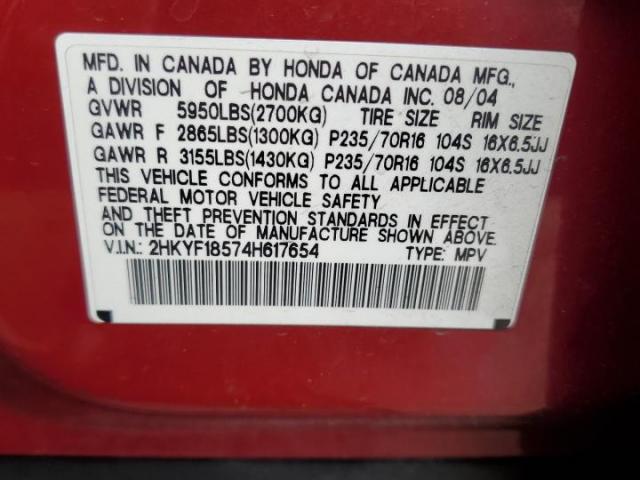 MFD. IN CANADA BY HONDA OF CANADA MFG.,
A DIVISION OF HONDA CANADA INC. 08/04
GVWR 5950LBS(2700KG) TIRE SIZE RIM SIZE
GAWR F 2865LBS(1300KG) P235/70R16 104S 16X6.5JJ
GAWR R 3155LBS(1430KG) P235/70R16 104S 16X6.5JJ
THIS VEHICLE CONFORMS TO ALL APPLICABLE
FEDERAL MOTOR VEHICLE SAFETY
AND THEFT PREVENTION STANDARDS IN EFFECT
ON THE DATE OF MANUFACTURE SHOWN ABOVE.
V.I.N.: 2HKYF18574H617654 TYPE: MPV